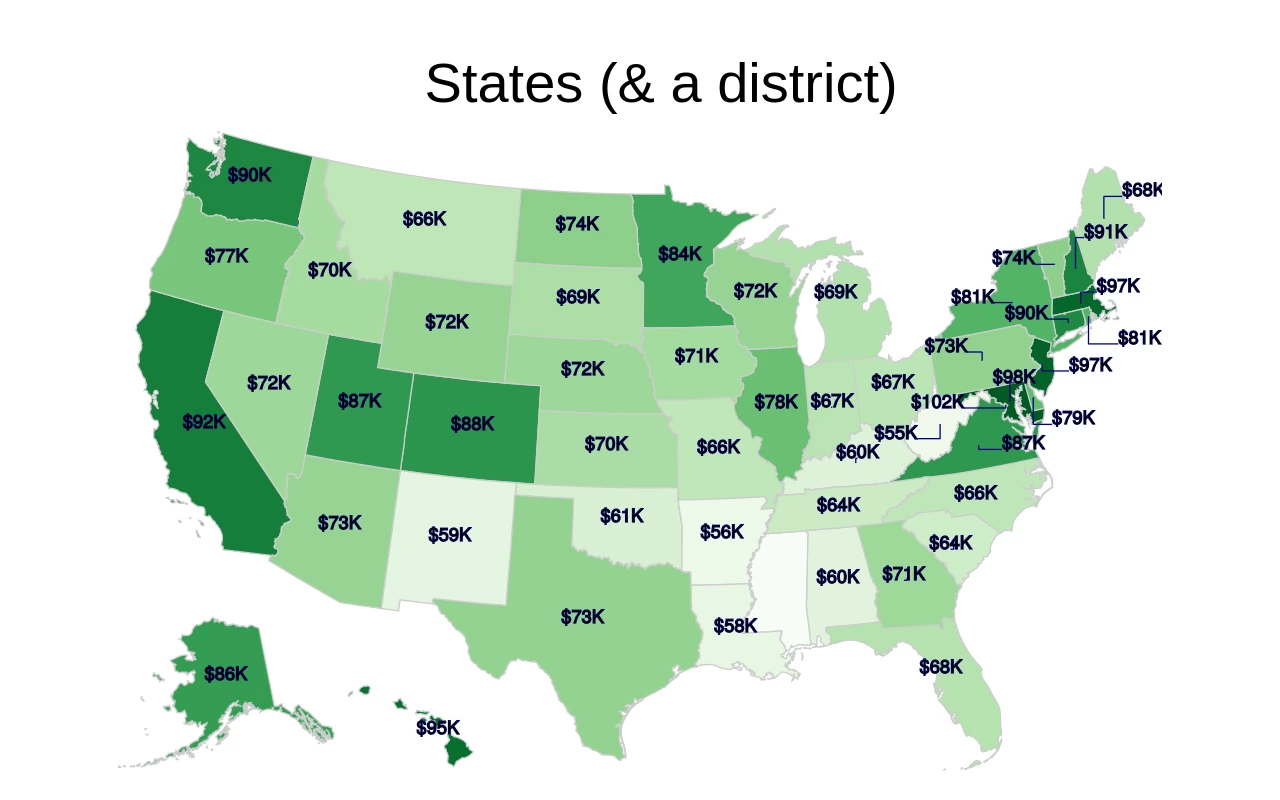 States (& a district)
$90K
$68K
$66K
$74K
$91K
$77K
$84K
$74K
$70K
$69K
$72K
$69K
$97K
$81K
$90K
$72K
$81K
$73K
$71K
$97K
$72K
$72K
$67K
$98K
$87K
$78K
$67K
$102K
$92K
$88K
$79K
$55K
$70K
$66K
$60K
$87K
$66K
$64K
$73K
$61K
$59K
$56K
$64K
$60K
$71K
$73K
$58K
$86K
$68K
$95K